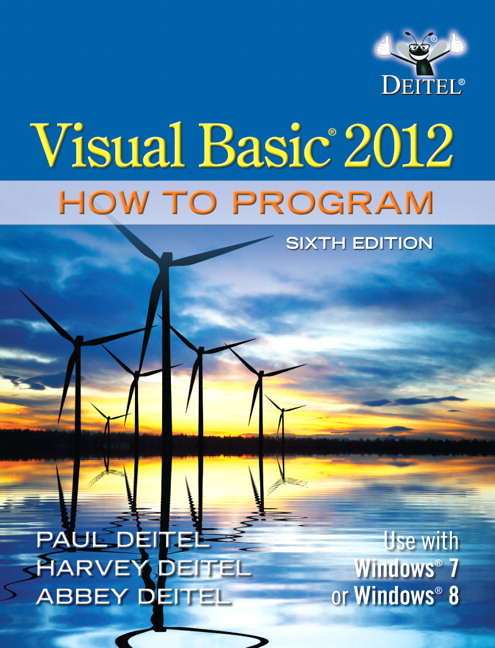 DEITEL®
Visual Basic® 2012
HOW TO PROGRAM
SIXTH EDITION
PAUL DEITEL
HARVEY DEITEL
ABBEY DEITEL
Use with
Windows® 7
or Windows® 8